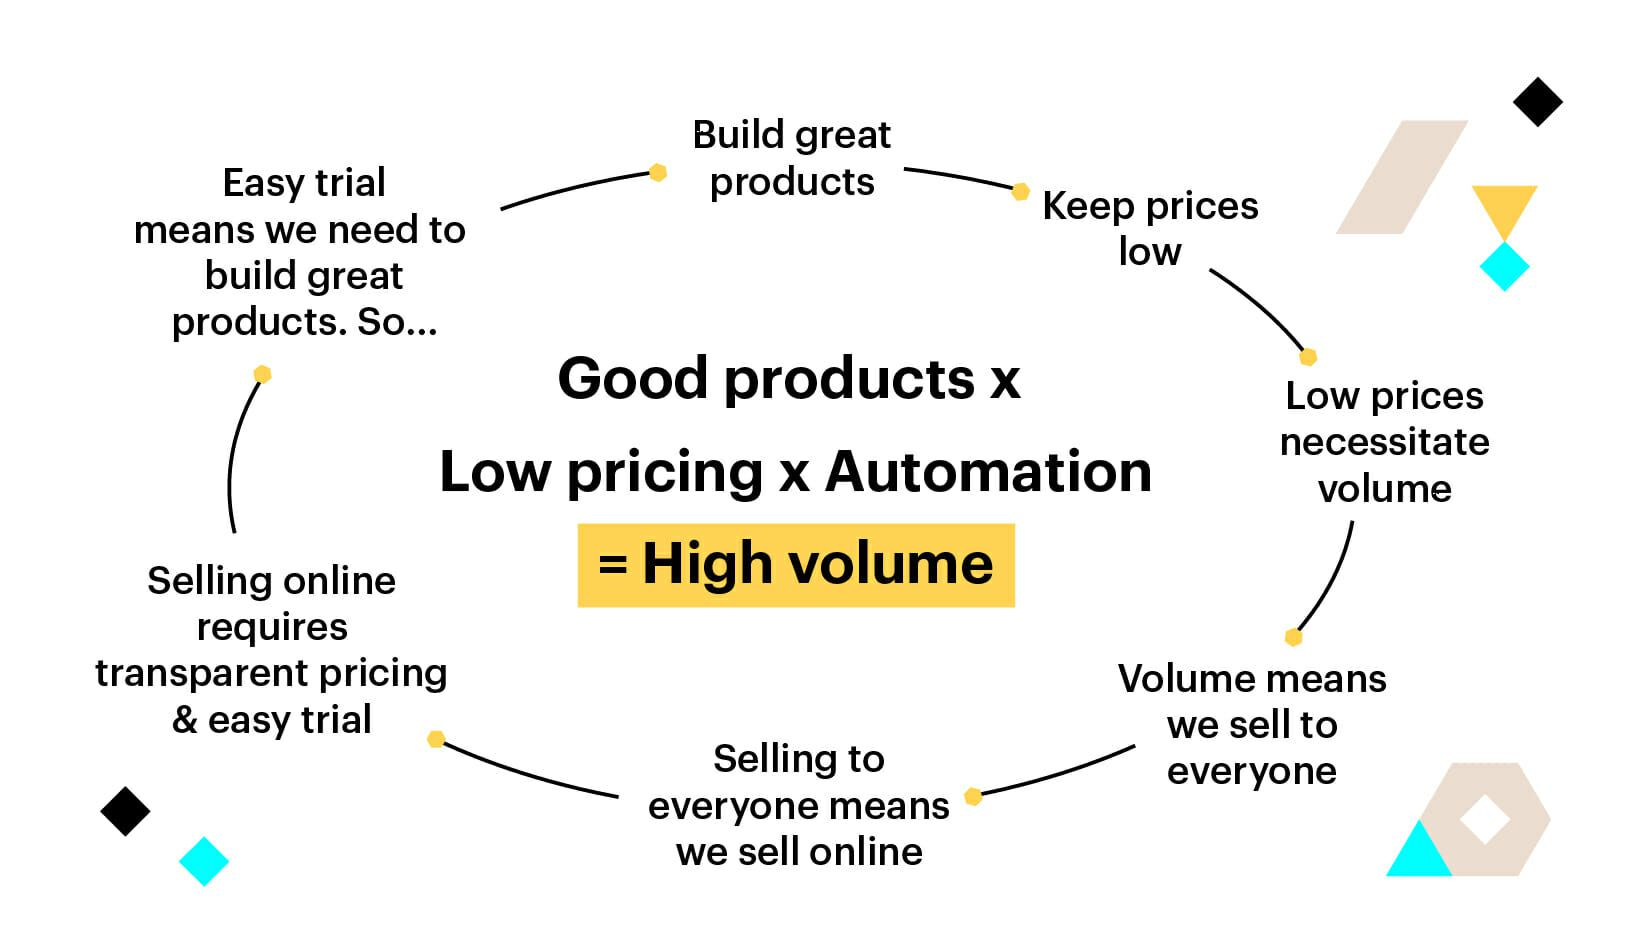 Build great
products
Keep prices
low
Low prices
necessitate
volume
Volume means
we sell to
everyone
Selling to
everyone means
we sell online
Selling online
requires
transparent pricing
& easy trial
Easy trial
means we need to
build great
products. So...
Good products x
Low pricing x Automation
= High volume